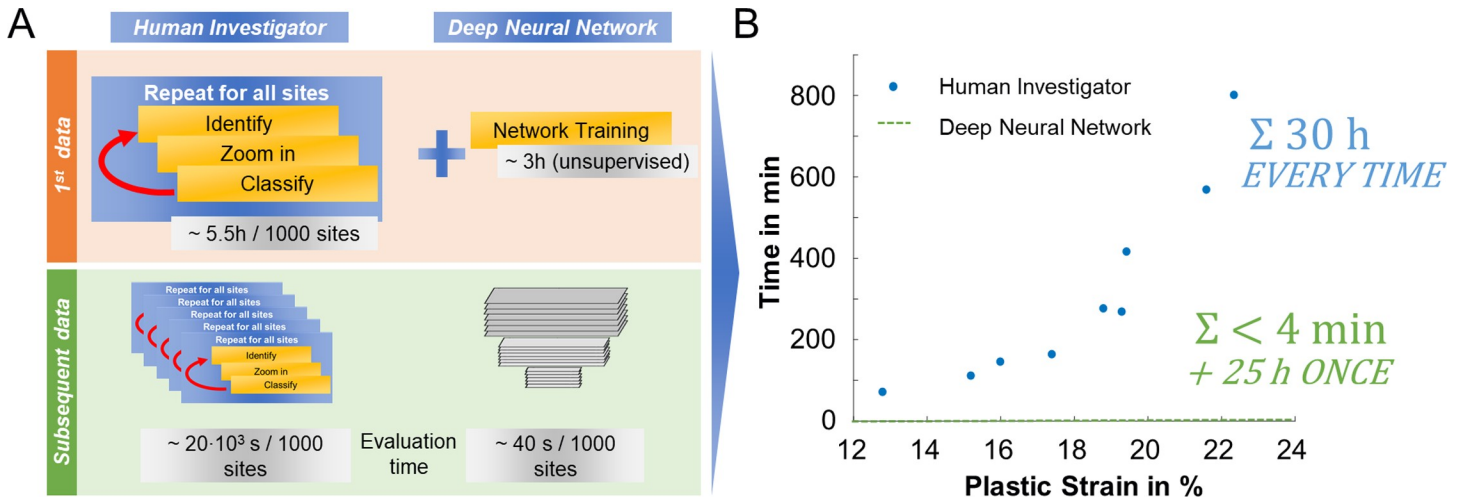 A
Human Investigator
Deep Neural Network
1st data
Repeat for all sites
Identify
Zoom in
Classify
~ 5.5h / 1000 sites
Network Training
~ 3h (unsupervised)
Subsequent data
Repeat for all sites
Repeat for all sites
Repeat for all sites
Repeat for all sites
Repeat for all sites
Identify
Zoom in
Classify
~ 20·10³ s / 1000
sites
Evaluation
time
~ 40 s / 1000
sites
B
Human Investigator
Deep Neural Network
Σ 30 h
EVERY TIME
Σ < 4 min
+ 25 h ONCE
Time in min
800
600
400
200
0
12
14
16
18
20
22
24
Plastic Strain in %